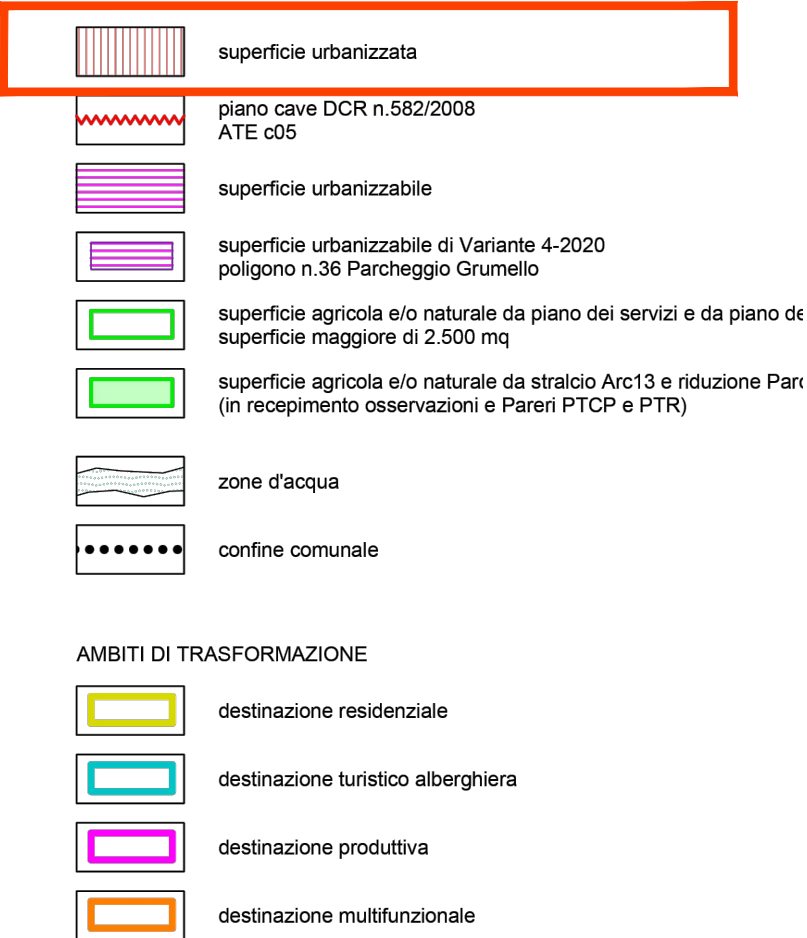 superficie urbanizzata
piano cave DCR n.582/2008
ATE c05
superficie urbanizzabile
superficie urbanizzabile di Variante 4-2020
poligono n.36 Parcheggio Grumello
superficie agricola e/o naturale da piano dei servizi e da piano de
superficie maggiore di 2.500 mq
superficie agricola e/o naturale da stralcio Arc13 e riduzione Parc
(in recepimento osservazioni e Pareri PTCP e PTR)
zone d'acqua
confine comunale
AMBITI DI TRASFORMAZIONE
destinazione residenziale
destinazione turistico alberghiera
destinazione produttiva
destinazione multifunzionale